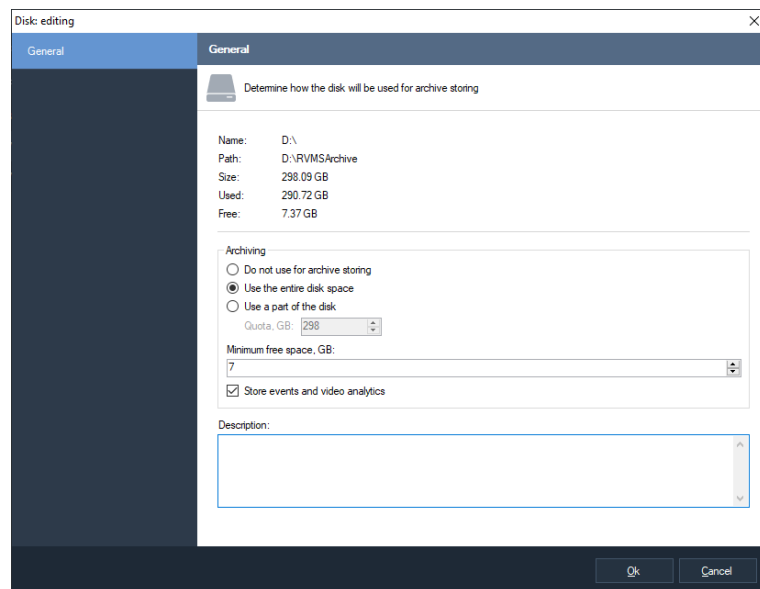 Disk: editing
General
General
Determine how the disk will be used for archive storing
Name: D:\
Path: D:\RVMSArchive
Size: 298.09 GB
Used: 290.72 GB
Free: 7.37 GB
Archiving
Do not use for archive storing
Use the entire disk space
Use a part of the disk
Quota, GB: 298
Minimum free space, GB:
7
Store events and video analytics
Description:
Ok Cancel